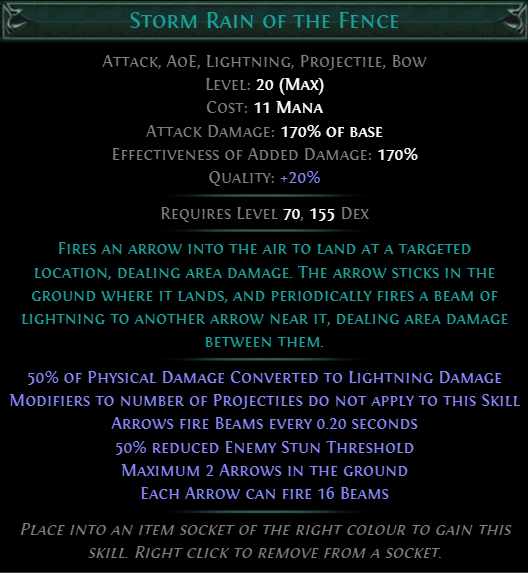 Storm Rain of the Fence
Attack, AoE, Lightning, Projectile, Bow
Level: 20 (Max)
Cost: 11 Mana
Attack Damage: 170% of base
Effectiveness of Added Damage: 170%
Quality: +20%
Requires Level 70, 155 Dex
Fires an arrow into the air to land at a targeted
location, dealing area damage. The arrow sticks in the
ground where it lands, and periodically fires a beam of
lightning to another arrow near it, dealing area damage
between them.
50% of Physical Damage Converted to Lightning Damage
Modifiers to number of Projectiles do not apply to this Skill
Arrows fire Beams every 0.20 seconds
50% reduced Enemy Stun Threshold
Maximum 2 Arrows in the ground
Each Arrow can fire 16 Beams
Place into an item socket of the right colour to gain this
skill. Right click to remove from a socket.